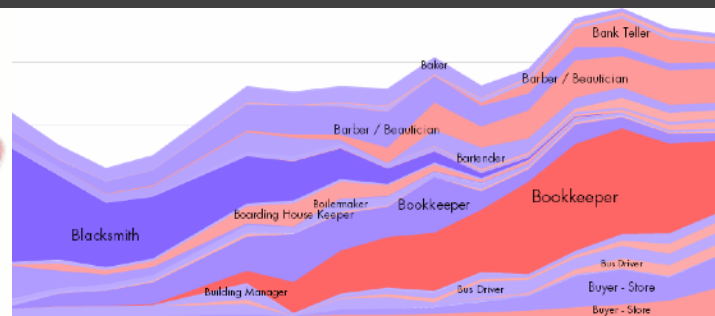 Bank Teller
Baker
Barber / Beautician
Barber / Beautician
Bartender
Bookkeeper
Boilermaker
Bookkeeper
Boarding House Keeper
Blacksmith
Bus Driver
Buyer - Store
Bus Driver
Building Manager
Buyer - Store